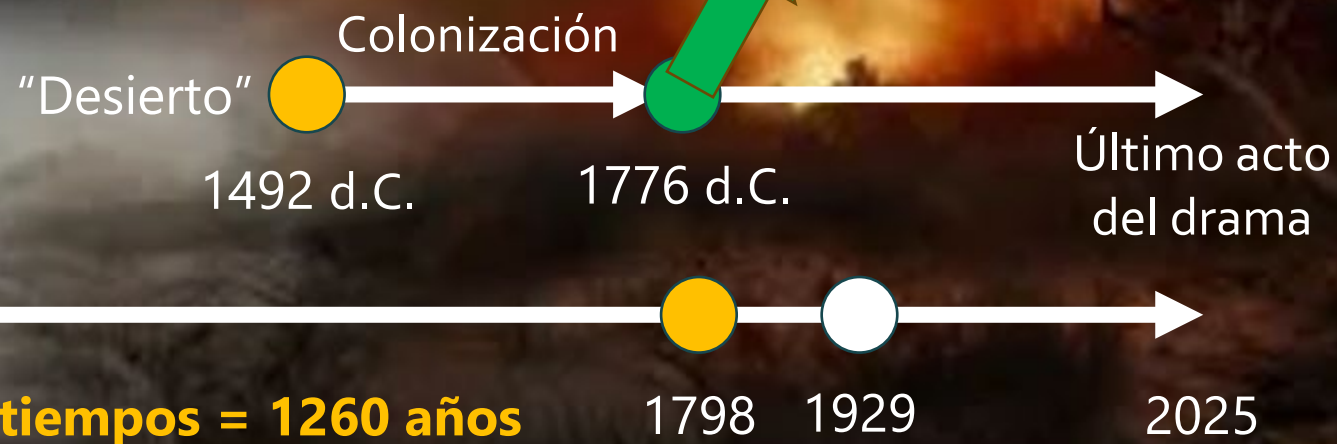 Colonización
“Desierto”
1492 d.C.
1776 d.C.
Último acto
del drama
tiempos = 1260 años
1798
1929
2025